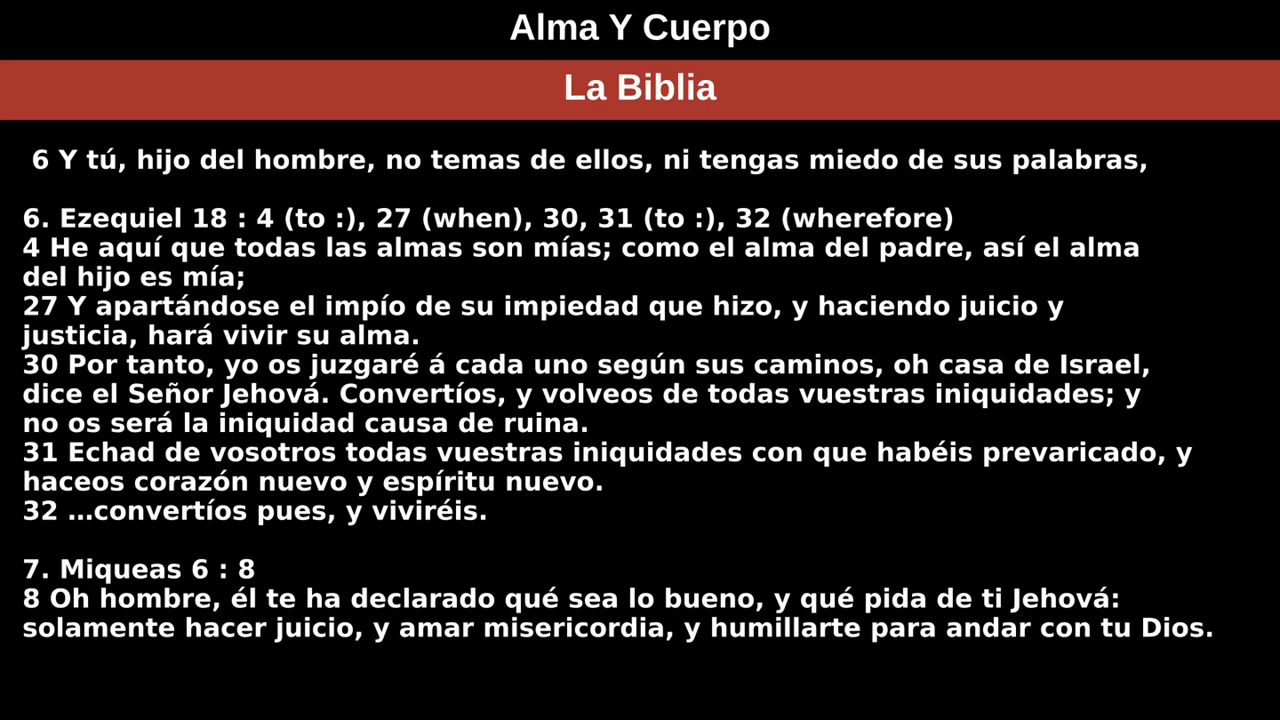 Alma Y Cuerpo
La Biblia
6 Y tú, hijo del hombre, no temas de ellos, ni tengas miedo de sus palabras,
6. Ezequiel 18 : 4 (to :), 27 (when), 30, 31 (to :), 32 (wherefore)
4 He aquí que todas las almas son mías; como el alma del padre, así el alma
del hijo es mía;
27 Y apartándose el impío de su impiedad que hizo, y haciendo juicio y
justicia, hará vivir su alma.
30 Por tanto, yo os juzgaré á cada uno según sus caminos, oh casa de Israel,
dice el Señor Jehová. Convertíos, y volveos de todas vuestras iniquidades; y
no os será la iniquidad causa de ruina.
31 Echad de vosotros todas vuestras iniquidades con que habéis prevaricado, y
haceos corazón nuevo y espíritu nuevo.
32 …convertíos pues, y viviréis.
7. Miqueas 6 : 8
8 Oh hombre, él te ha declarado qué sea lo bueno, y qué pida de ti Jehová:
solamente hacer juicio, y amar misericordia, y humillarte para andar con tu Dios.